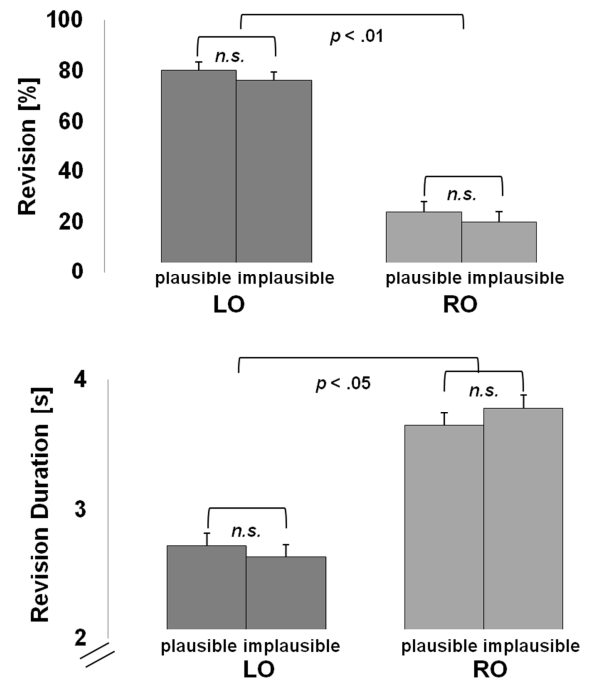 100
p < .01
n.s.
80
60
Revision [%]
40
n.s.
20
0
plausible implausible
plausible implausible
LO
RO
4
p < .05
n.s.
Revision Duration [s]
3
n.s.
2
plausible implausible
plausible implausible
LO
RO